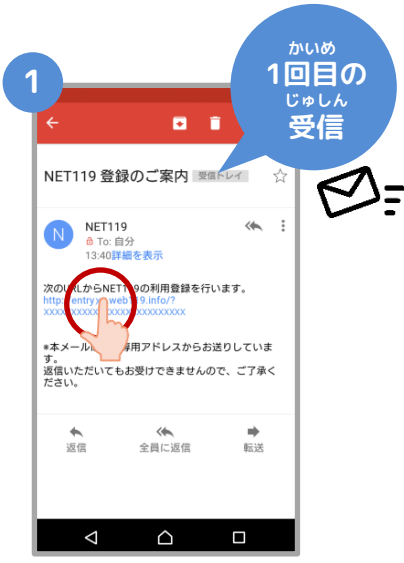 1
かいめ
1回目の
じゅしん
受信
NET119 登録のご案内 受信トレイ
N
NET119
To: 自分
13:40詳細を表示
次のURLからNET119の利用登録を行います。
http://entry
web119.info/?
xxxxxxxxxxxxxxxxxxxxxxxxxx
※本メールは
専用アドレスからお送りしていま
す。
返信いただいてもお受けできませんので、ご了承く
ださい。
返信
全員に返信
転送